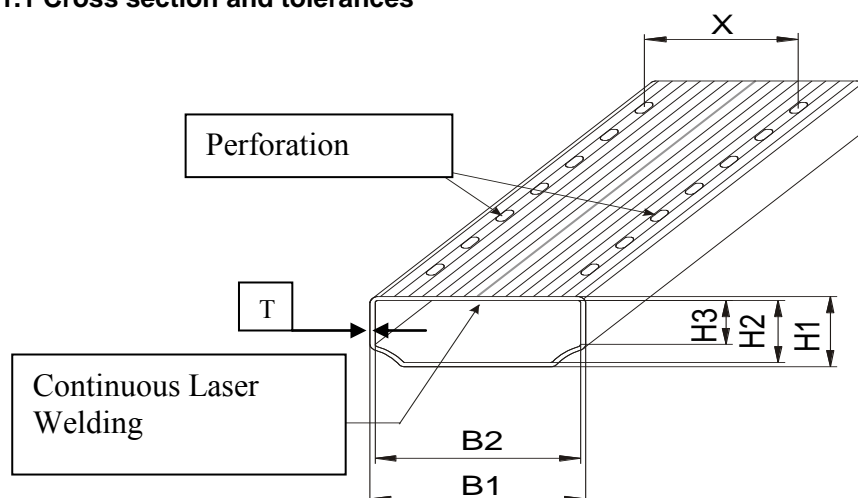 1.1 Cross section and tolerances
X
Perforation
T
H3
H2
H1
Continuous Laser
Welding
B2
B1